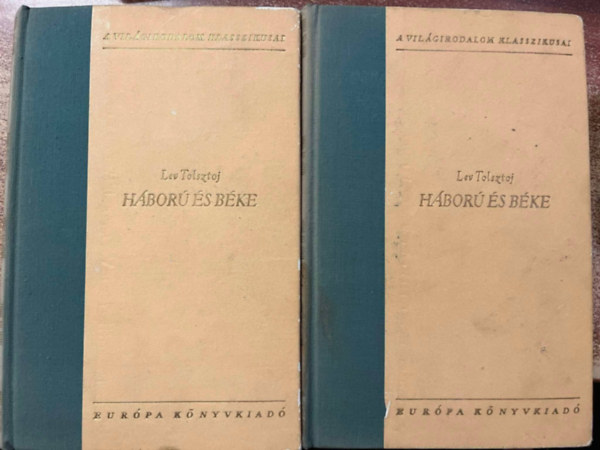 A VILÁGIRODALOM KLASSZIKUSAI
Lev Tolsztoj
HÁBORÚ ÉS BÉKE
EURÓPA KÖNYVKIADÓ
A VILÁGIRODALOM KLASSZIKUSAI
Lev Tolsztoj
HÁBORÚ ÉS BÉKE
EURÓPA KÖNYVKIADÓ